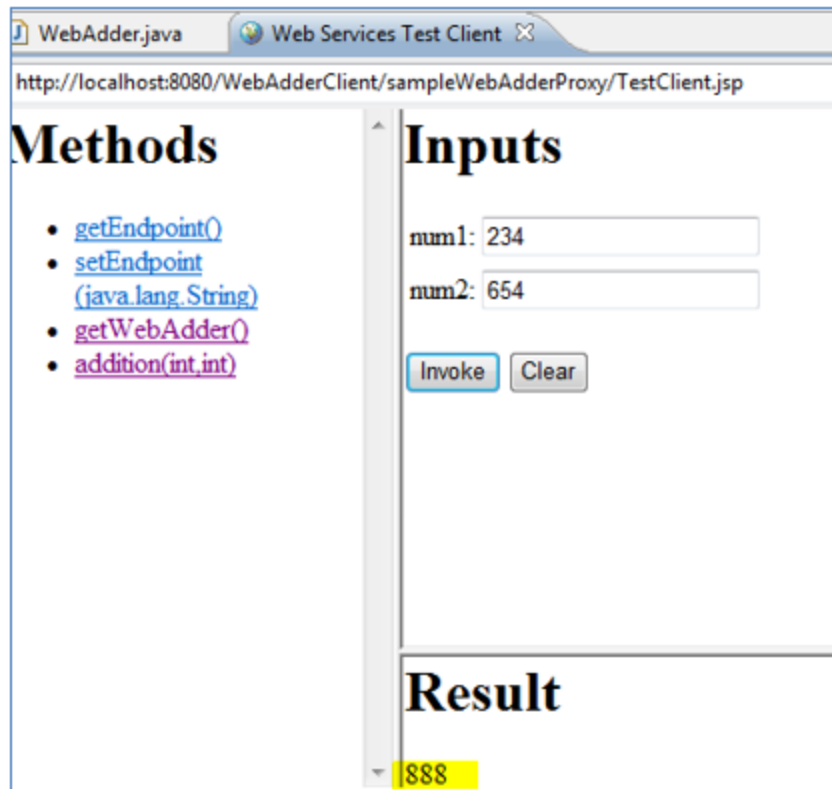 WebAdder.java Web Services Test Client
http://localhost:8080/WebAdderClient/sampleWebAdderProxy/TestClient.jsp
Methods
getEndpoint()
setEndpoint
(java.lang.String)
getWebAdder()
addition(int,int)
Inputs
num1: 234
num2: 654
Invoke Clear
Result
888